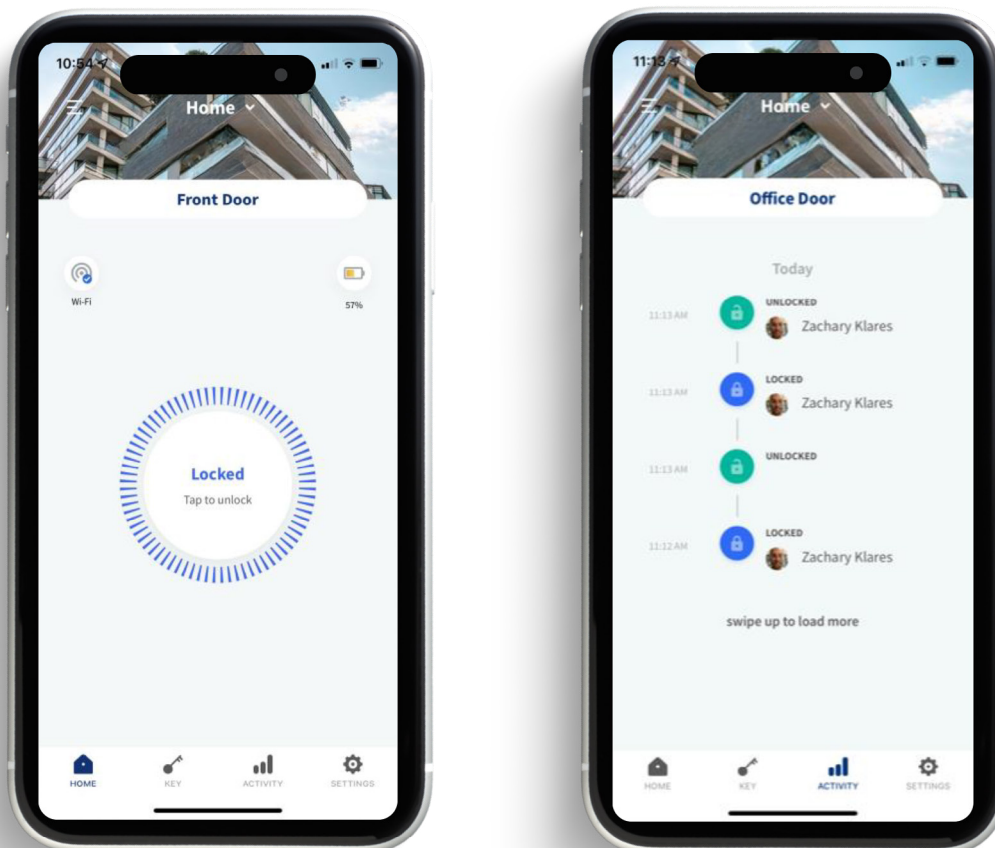 10:54
Home
Front Door
Wi-Fi
57%
Locked
Tap to unlock
HOME
KEY
ACTIVITY
SETTINGS
11:13
Home
Office Door
Today
11:13 AM
UNLOCKED
Zachary Klares
11:13 AM
LOCKED
Zachary Klares
11:13 AM
UNLOCKED
11:12 AM
LOCKED
Zachary Klares
swipe up to load more
HOME
KEY
ACTIVITY
SETTINGS